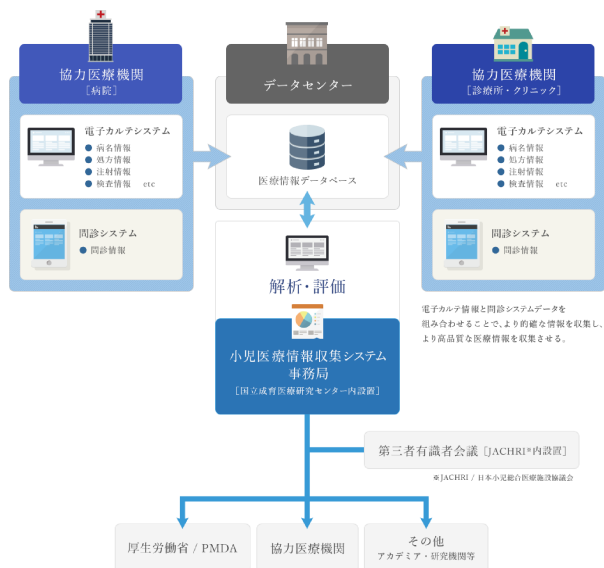 協力医療機関
［病院］
データセンター
協力医療機関
［診療所・クリニック］
電子カルテシステム
病名情報
処方情報
注射情報
検査情報 etc
問診システム
問診情報
医療情報データベース
電子カルテシステム
病名情報
処方情報
注射情報
検査情報 etc
問診システム
問診情報
解析・評価
電子カルテ情報と問診システムデータを
組み合わせることで、より的確な情報を収集し、
より高品質な医療情報を収集させる。
小児医療情報収集システム
事務局
［国立成育医療研究センター内設置］
第三者有識者会議［JACHRI※内設置］
※JACHRI / 日本小児総合医療施設協議会
厚生労働省 / PMDA
協力医療機関
その他
アカデミア・研究機関等